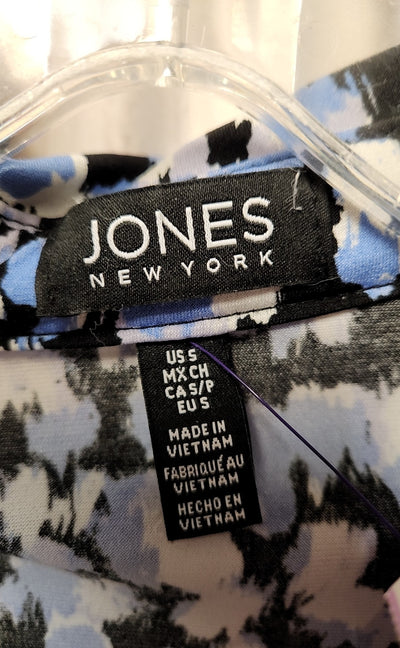 JONES
NEW YORK
US:S
MX CH
CA S/P
EU S
MADE IN
VIETNAM
FABRIQUÉ AU
VIETNAM
HECHO EN
VIETNAM